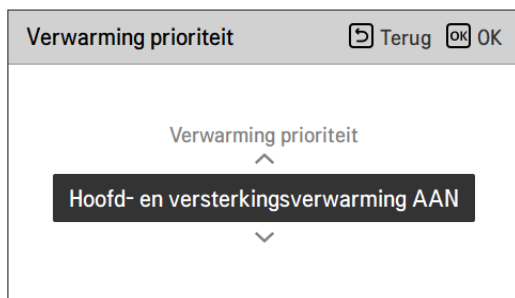 Verwarming prioriteit Terug OK OK
Verwarming prioriteit
Hoofd- en versterkingsverwarming AAN